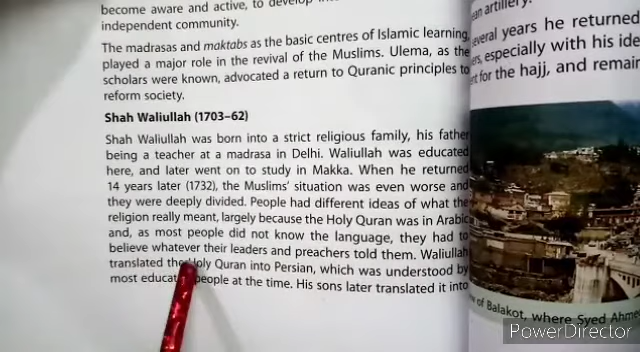 become aware and active, to develop
independent community.
The madrasas and maktabs as the basic centres of Islamic learning,
played a major role in the revival of the Muslims. Ulema, as the
scholars were known, advocated a return to Quranic principles to
reform society.
Shah Waliullah (1703–62)
Shah Waliullah was born into a strict religious family, his father
being a teacher at a madrasa in Delhi. Waliullah was educated
here, and later went on to study in Makka. When he returned
14 years later (1732), the Muslims' situation was even worse and
they were deeply divided. People had different ideas of what the
religion really meant, largely because the Holy Quran was in Arabic
and, as most people did not know the language, they had to
believe whatever their leaders and preachers told them. Waliullah
translated the Holy Quran into Persian, which was understood by
most people at the time. His sons later translated it into
artillery.
several years he returned
especially with his
for the hajj, and
of Balakot, where Syed
PowerDirector